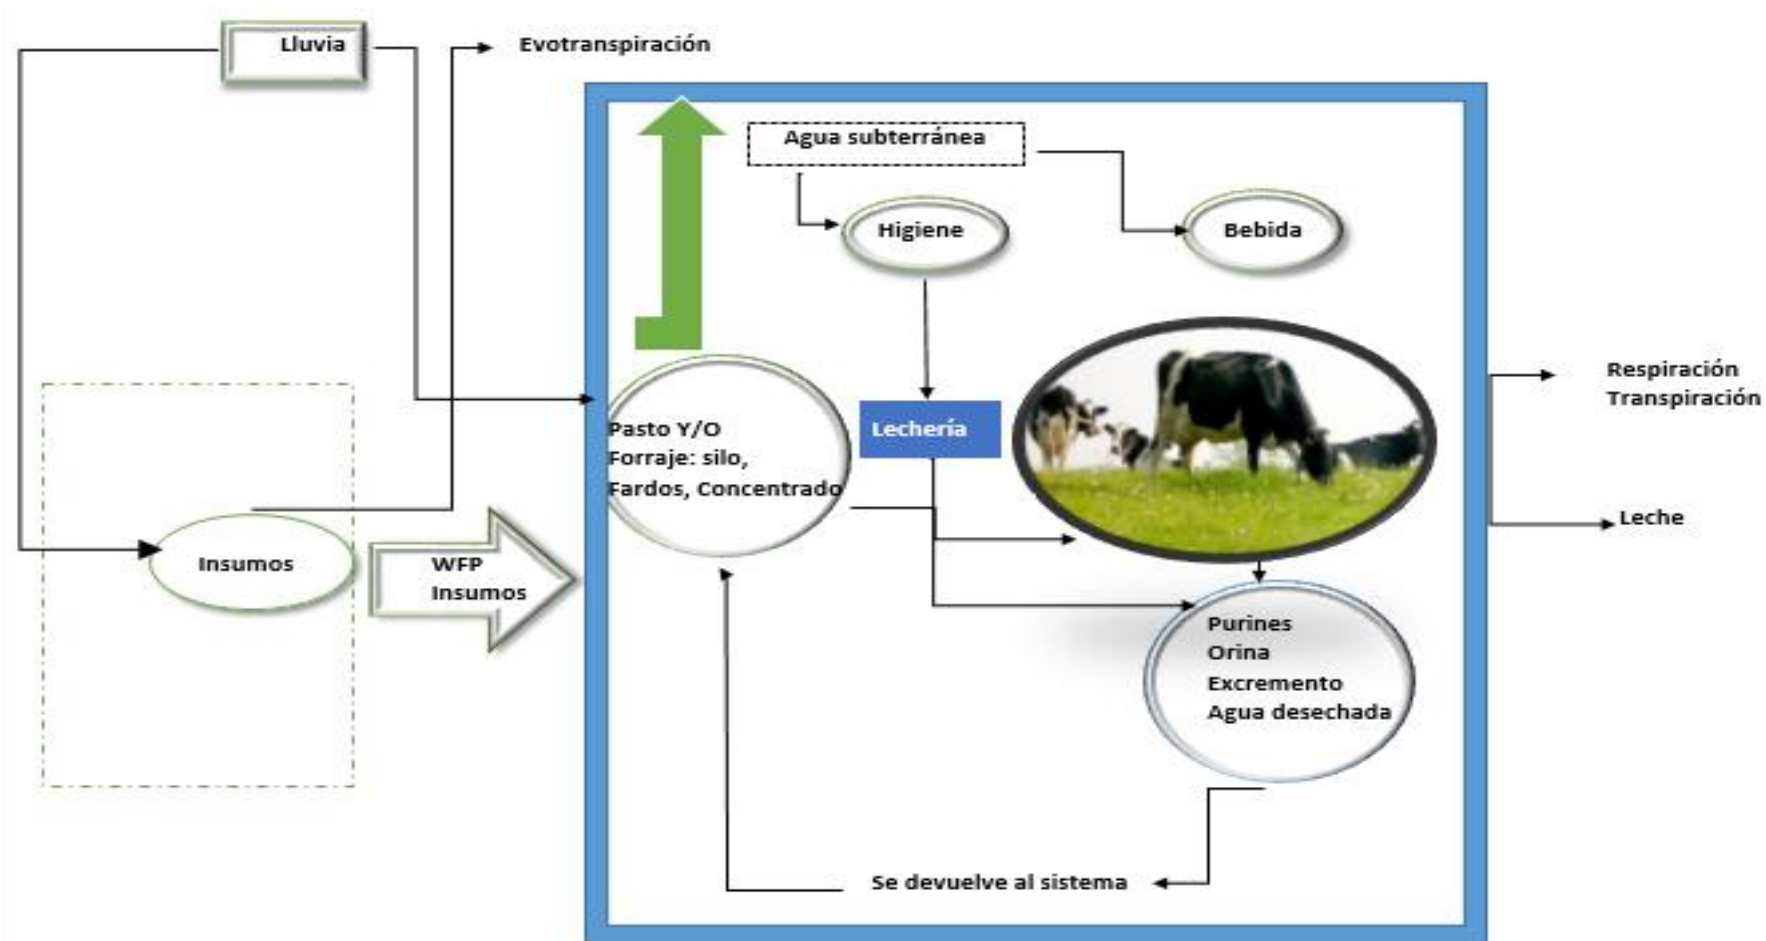 Lluvia
Evotranspiración
Agua subterránea
Higiene
Bebida
Respiración
Transpiración
Pasto Y/O
Forraje: silo,
Fardos, Concentrado
Lechería
Leche
Insumos
WFP
Insumos
Purines
Orina
Excremento
Agua desechada
Se devuelve al sistema